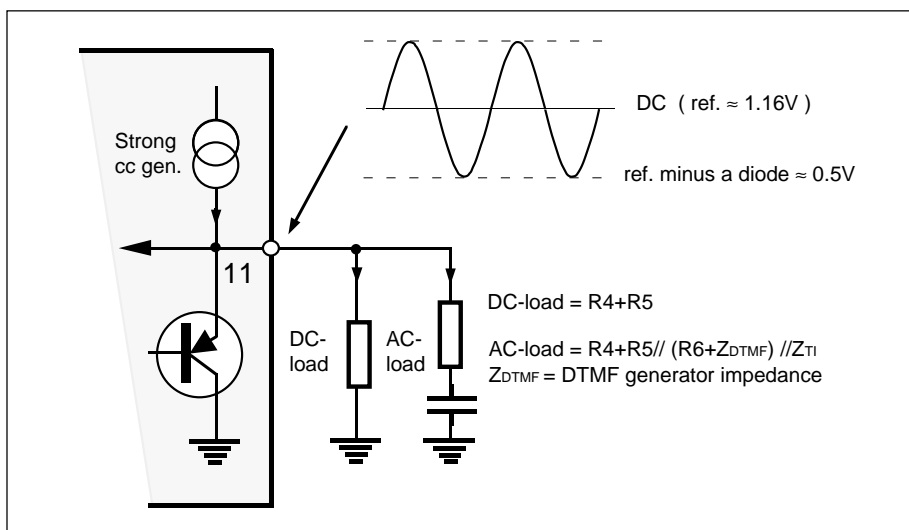 DC ( ref. ≈ 1.16V )
Strong
cc gen.
ref. minus a diode ≈ 0.5V
11
DC-
load
AC-
load
DC-load = R4+R5
AC-load = R4+R5// (R6+ZDTMF) //ZTI
ZDTMF = DTMF generator impedance